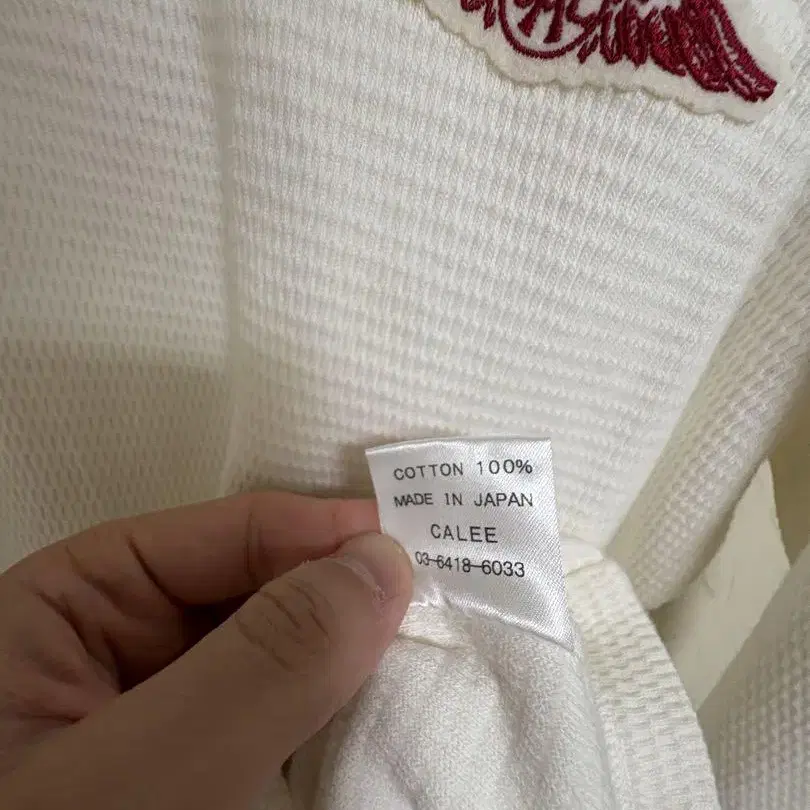 COTTON 100%
MADE IN JAPAN
CALEE
03-6418-6033